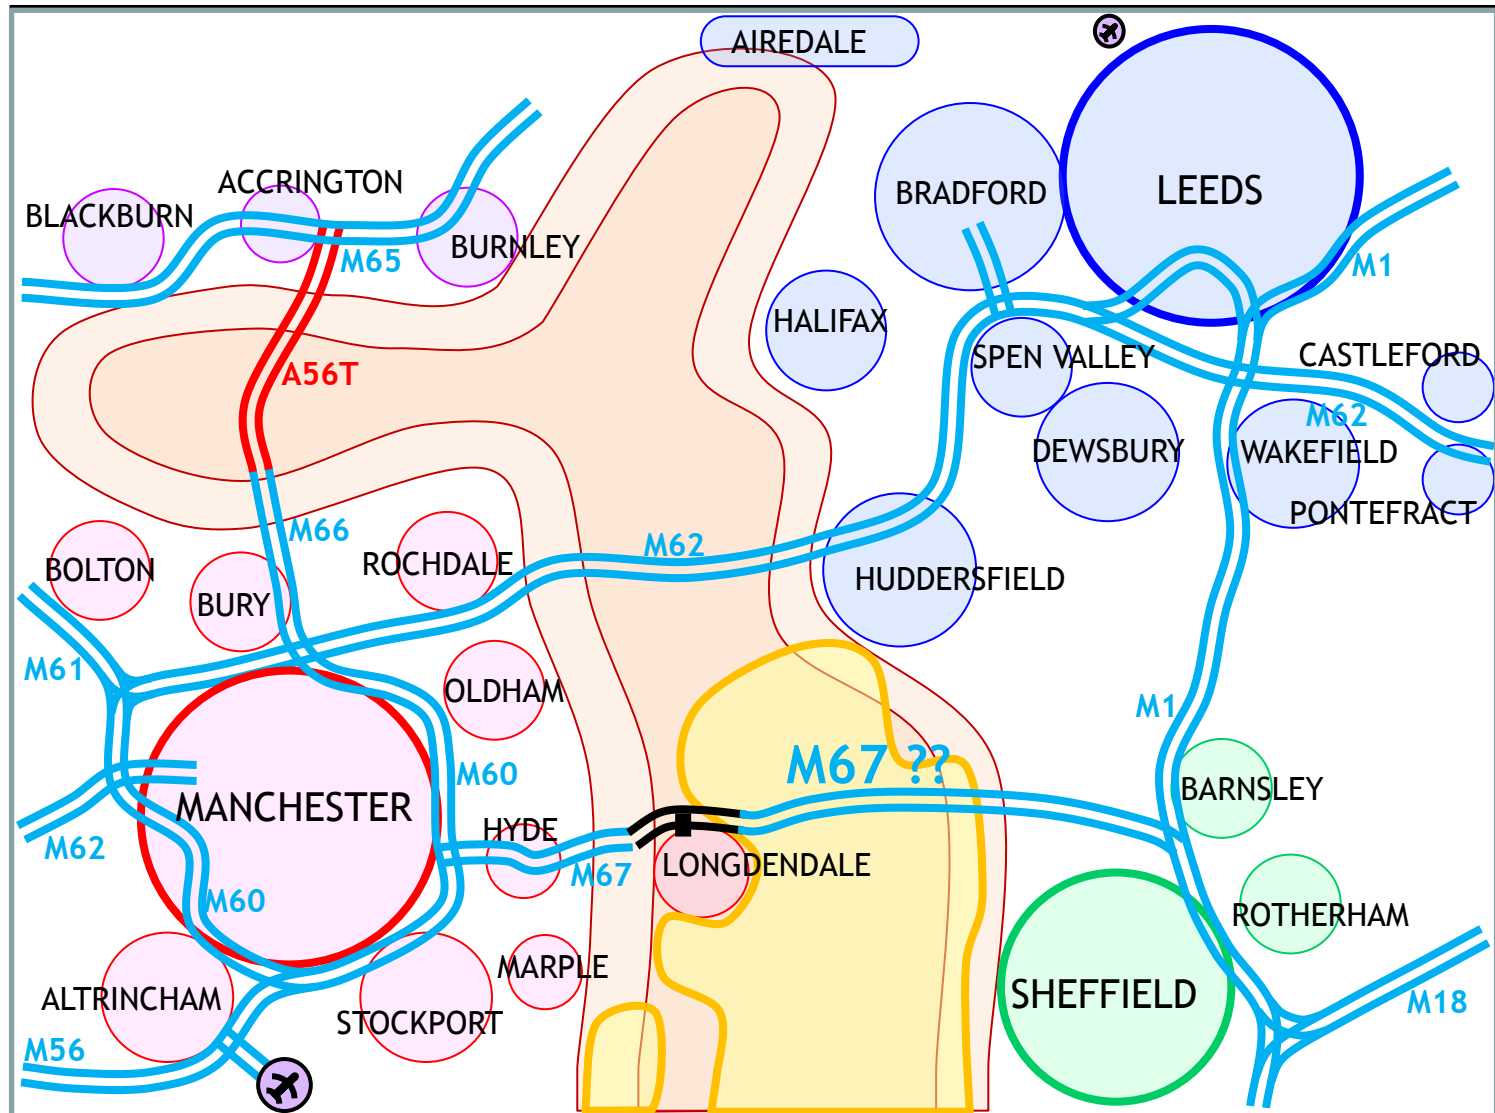 AIREDALE
ACCRINGTON
BLACKBURN
BRADFORD
LEEDS
BURNLEY
M65
M1
HALIFAX
SPEN VALLEY
CASTLEFORD
A56T
M62
DEWSBURY
WAKEFIELD
PONTEFRACT
M66
M62
BOLTON
ROCHDALE
HUDDERSFIELD
BURY
M61
OLDHAM
M1
M60
M67 ??
BARNSLEY
MANCHESTER
HYDE
M62
M67
LONGDENDALE
M60
ROTHERHAM
MARPLE
ALTRINCHAM
SHEFFIELD
M18
STOCKPORT
M56